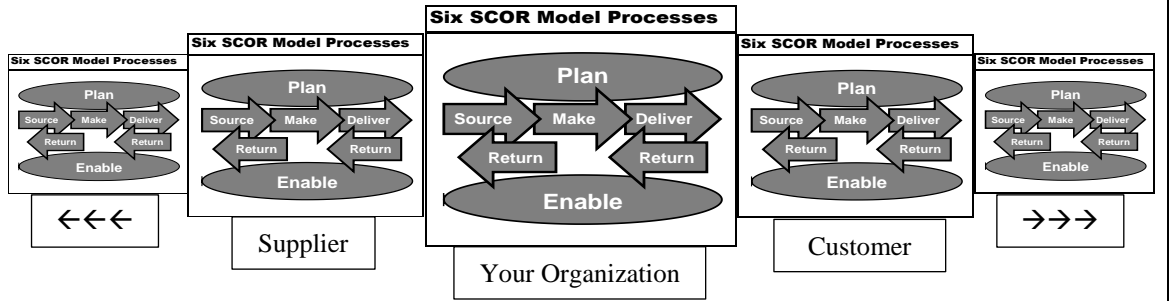 Six SCOR Model Processes
Plan
Source Make Deliver
Return Return
Enable
←←←
Six SCOR Model Processes
Plan
Source Make Deliver
Return Return
Enable
Supplier
Six SCOR Model Processes
Plan
Source Make Deliver
Return Return
Enable
Your Organization
Six SCOR Model Processes
Plan
Source Make Deliver
Return Return
Enable
Customer
Six SCOR Model Processes
Plan
Source Make Deliver
Return Return
Enable
→→→